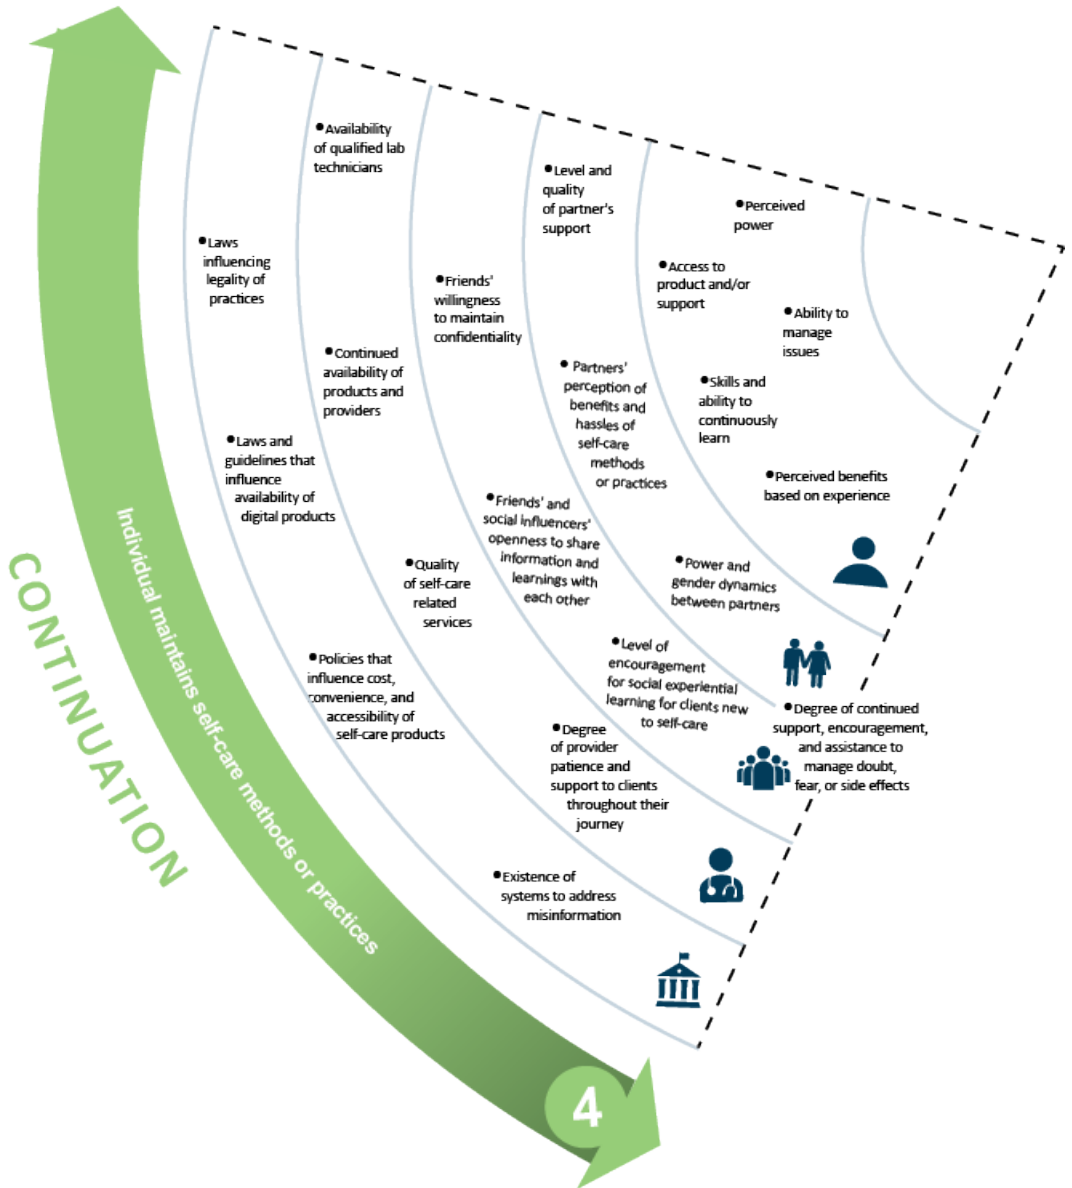 CONTINUATION
Individual maintains self-care methods or practices
4
●Laws
influencing
legality of
practices
●Laws and
guidelines that
influence
availability of
digital products
●Policies that
influence cost,
convenience, and
accessibility of
self-care products
●Existence of
systems to address
misinformation
●Availability
of qualified lab
technicians
●Continued
availability of
products and
providers
●Quality
of self-care
related
services
●Degree
of provider
patience and
support to clients
throughout their
journey
●Friends'
willingness
to maintain
confidentiality
●Friends' and
social influencers'
openness to share
information and
learnings with
each other
●Level of
encouragement
for social experiential
learning for clients new
to self-care
●Level and
quality
of partner's
support
●Partners'
perception of
benefits and
hassles of
self-care
methods
or practices
●Power and
gender dynamics
between partners
●Degree of continued
support, encouragement,
and assistance to
manage doubt,
fear, or side effects
●Perceived
power
●Access to
product and/or
support
●Ability to
manage
issues
●Skills and
ability to
continuously
learn
●Perceived benefits
based on experience